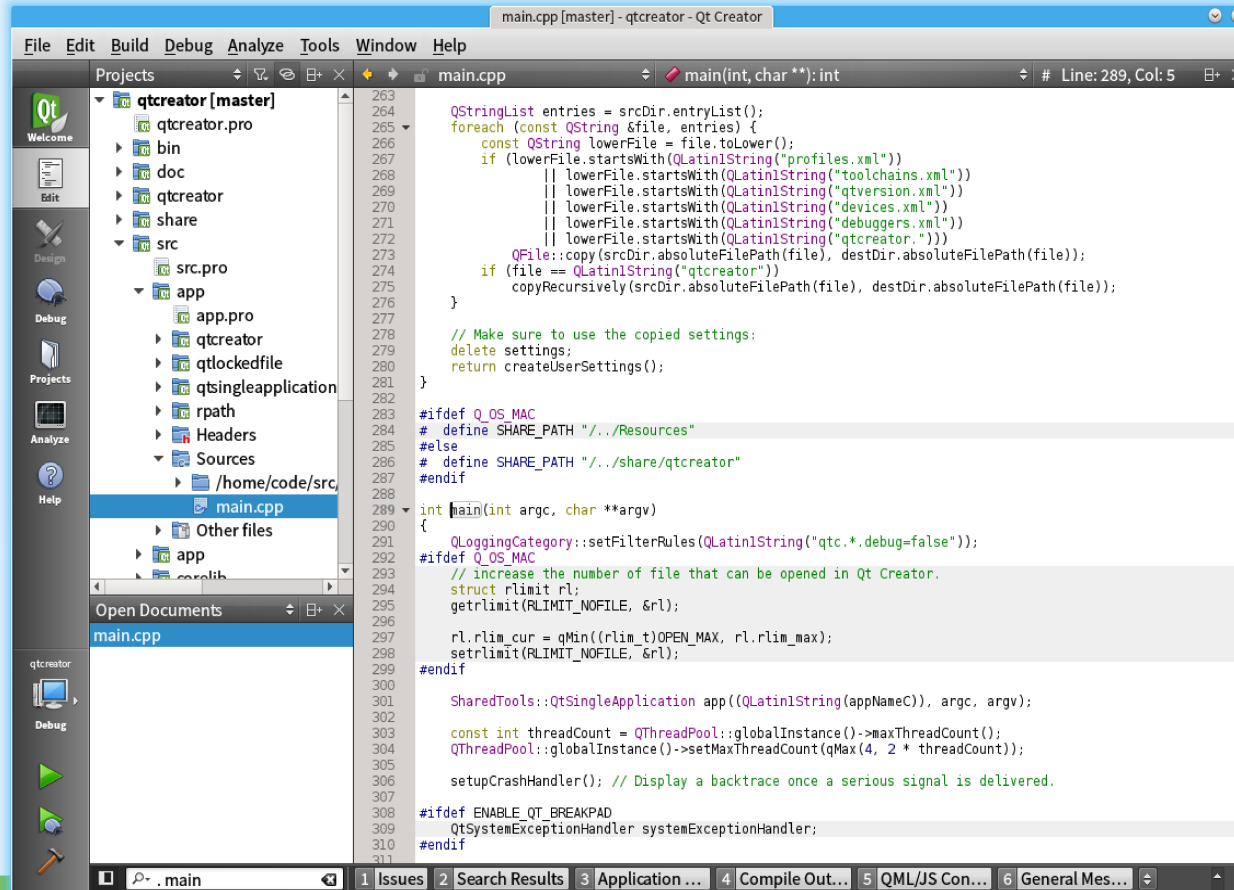 main.cpp [master] - qtcreator - Qt Creator
File Edit Build Debug Analyze Tools Window Help
Projects
main.cpp
main(int, char **): int
# Line: 289, Col: 5
Qt
Welcome
Edit
Design
Debug
Projects
Analyze
Help
qtcreator
Debug
qtcreator [master]
qtcreator.pro
bin
doc
qtcreator
share
src
src.pro
app
app.pro
qtcreator
qtlockedfile
qtsingleapplication
rpath
Headers
Sources
/home/code/src/
main.cpp
Other files
app
corelib
Open Documents
main.cpp
263
264     QStringList entries = srcDir.entryList();
265     foreach (const QString &file, entries) {
266         const QString lowerFile = file.toLower();
267         if (lowerFile.startsWith(QLatin1String("profiles.xml"))
268                 || lowerFile.startsWith(QLatin1String("toolchains.xml"))
269                 || lowerFile.startsWith(QLatin1String("qtversion.xml"))
270                 || lowerFile.startsWith(QLatin1String("devices.xml"))
271                 || lowerFile.startsWith(QLatin1String("debuggers.xml"))
272                 || lowerFile.startsWith(QLatin1String("qtcreator.")))
273             QFile::copy(srcDir.absoluteFilePath(file), destDir.absoluteFilePath(file));
274         if (file == QLatin1String("qtcreator"))
275             copyRecursively(srcDir.absoluteFilePath(file), destDir.absoluteFilePath(file));
276     }
277
278     // Make sure to use the copied settings:
279     delete settings;
280     return createUserSettings();
281 }
282
283 #ifdef Q_OS_MAC
284 #  define SHARE_PATH "/../Resources"
285 #else
286 #  define SHARE_PATH "/../share/qtcreator"
287 #endif
288
289 int main(int argc, char **argv)
290 {
291     QLoggingCategory::setFilterRules(QLatin1String("qtc.*.debug=false"));
292 #ifdef Q_OS_MAC
293     // increase the number of file that can be opened in Qt Creator.
294     struct rlimit rl;
295     getrlimit(RLIMIT_NOFILE, &rl);
296
297     rl.rlim_cur = qMin((rlim_t)OPEN_MAX, rl.rlim_max);
298     setrlimit(RLIMIT_NOFILE, &rl);
299 #endif
300
301     SharedTools::QtSingleApplication app((QLatin1String(appNameC)), argc, argv);
302
303     const int threadCount = QThreadPool::globalInstance()->maxThreadCount();
304     QThreadPool::globalInstance()->setMaxThreadCount(qMax(4, 2 * threadCount));
305
306     setupCrashHandler(); // Display a backtrace once a serious signal is delivered.
307
308 #ifdef ENABLE_QT_BREAKPAD
309     QtSystemExceptionHandler systemExceptionHandler;
310 #endif
311
. main
1 Issues 2 Search Results 3 Application ... 4 Compile Out... 5 QML/JS Con... 6 General Mes...